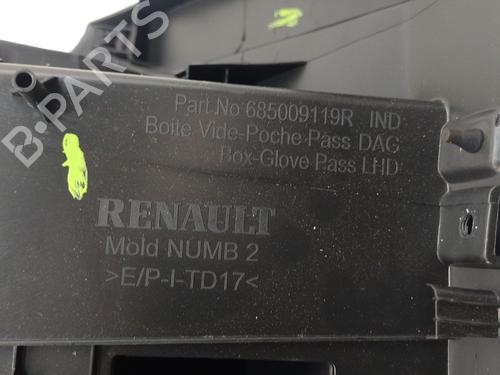 Part.No 685009119R IND
Boite Vide-Poche Pass DAG
Box-Glove Pass LHD
RENAULT
Mold NUMB 2
>E/P-I-TD17<
B-PARTS